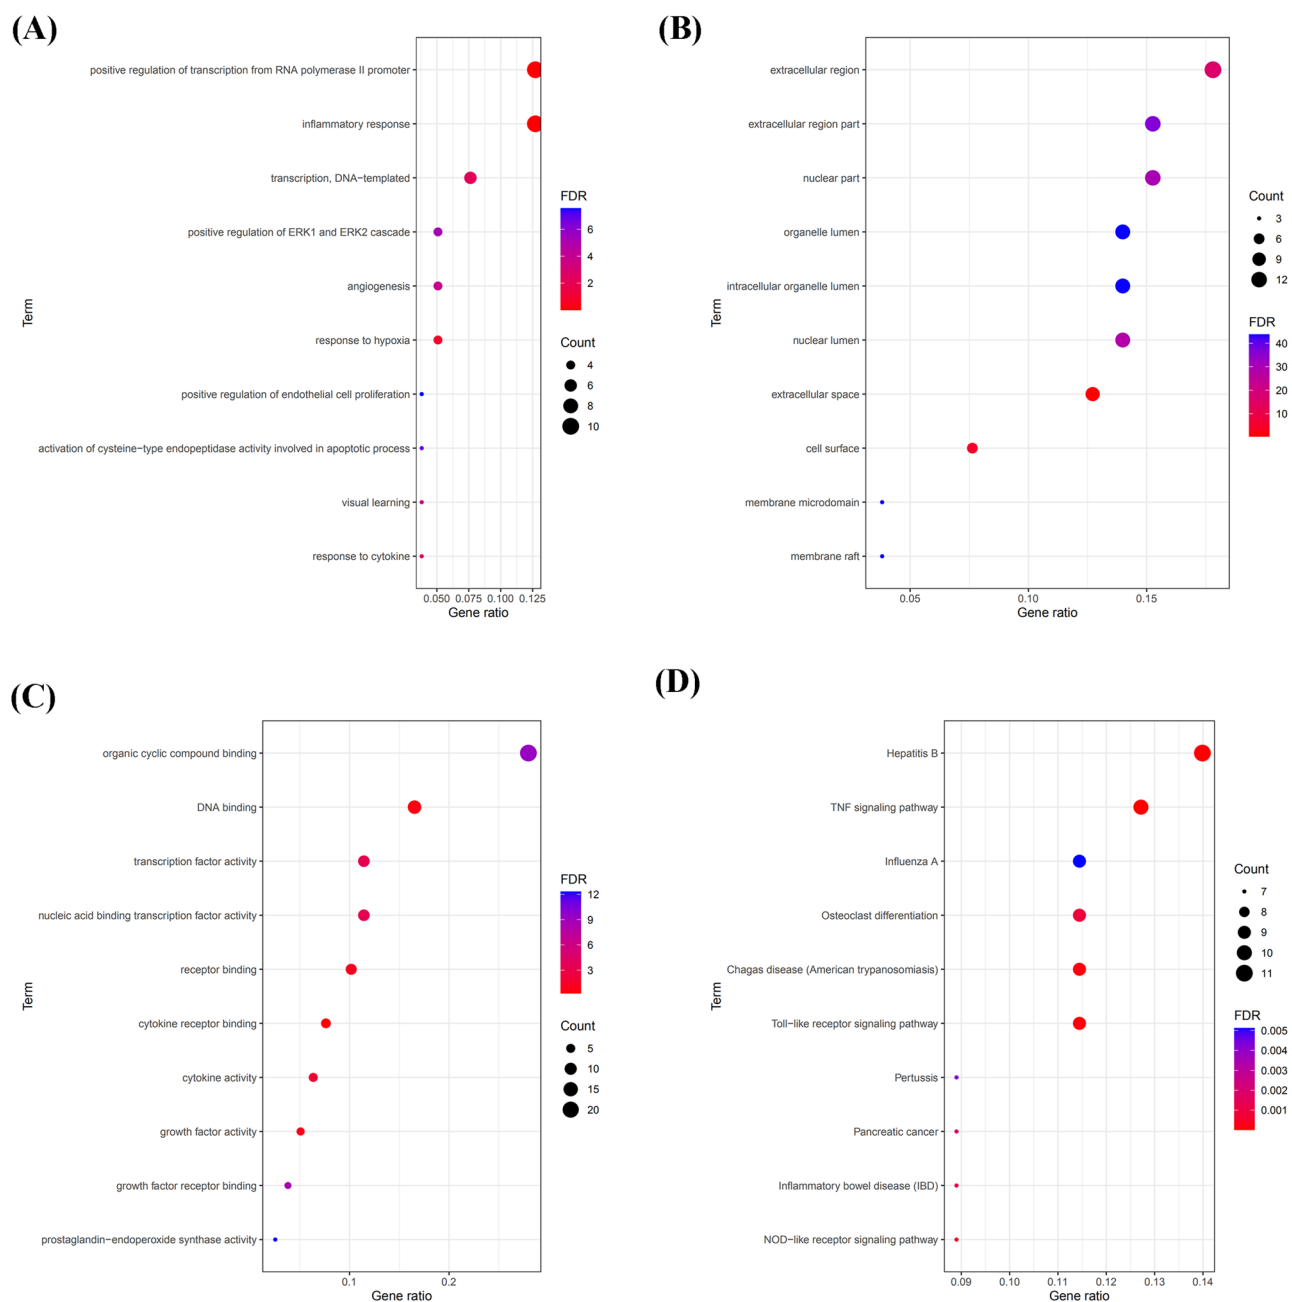 (A)
positive regulation of transcription from RNA polymerase II promoter
inflammatory response
transcription, DNA−templated
positive regulation of ERK1 and ERK2 cascade
angiogenesis
response to hypoxia
positive regulation of endothelial cell proliferation
activation of cysteine−type endopeptidase activity involved in apoptotic process
visual learning
response to cytokine
Term
0.050 0.075 0.100 0.125
Gene ratio
FDR
6
4
2
Count
4
6
8
10
(B)
extracellular region
extracellular region part
nuclear part
organelle lumen
intracellular organelle lumen
nuclear lumen
extracellular space
cell surface
membrane microdomain
membrane raft
Term
0.05 0.10 0.15
Gene ratio
Count
3
6
9
12
FDR
40
30
20
10
(C)
organic cyclic compound binding
DNA binding
transcription factor activity
nucleic acid binding transcription factor activity
receptor binding
cytokine receptor binding
cytokine activity
growth factor activity
growth factor receptor binding
prostaglandin−endoperoxide synthase activity
Term
0.1 0.2
Gene ratio
FDR
12
9
6
3
Count
5
10
15
20
(D)
Hepatitis B
TNF signaling pathway
Influenza A
Osteoclast differentiation
Chagas disease (American trypanosomiasis)
Toll−like receptor signaling pathway
Pertussis
Pancreatic cancer
Inflammatory bowel disease (IBD)
NOD−like receptor signaling pathway
Term
0.09 0.10 0.11 0.12 0.13 0.14
Gene ratio
Count
7
8
9
10
11
FDR
0.005
0.004
0.003
0.002
0.001